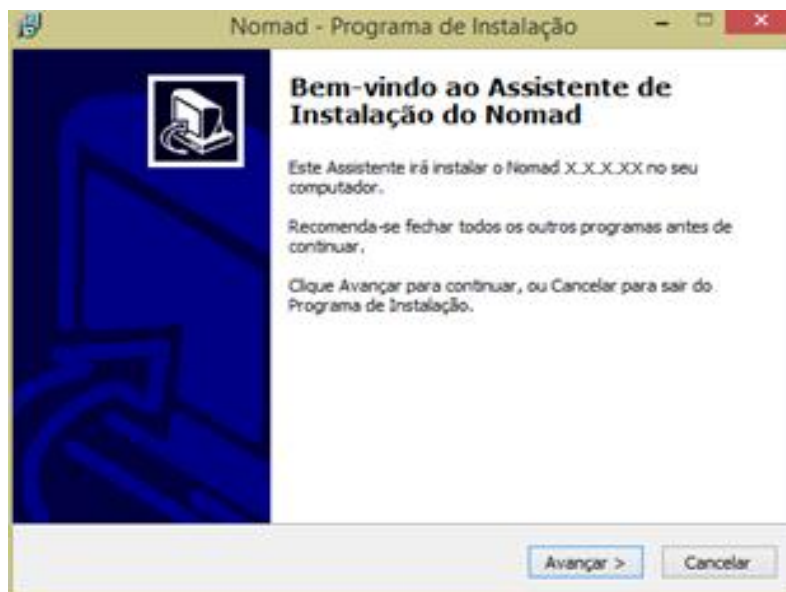 Nomad - Programa de Instalação
Bem-vindo ao Assistente de
Instalação do Nomad
Este Assistente irá instalar o Nomad X.X.X.XX no seu
computador.
Recomenda-se fechar todos os outros programas antes de
continuar.
Clique Avançar para continuar, ou Cancelar para sair do
Programa de Instalação.
Avançar >
Cancelar